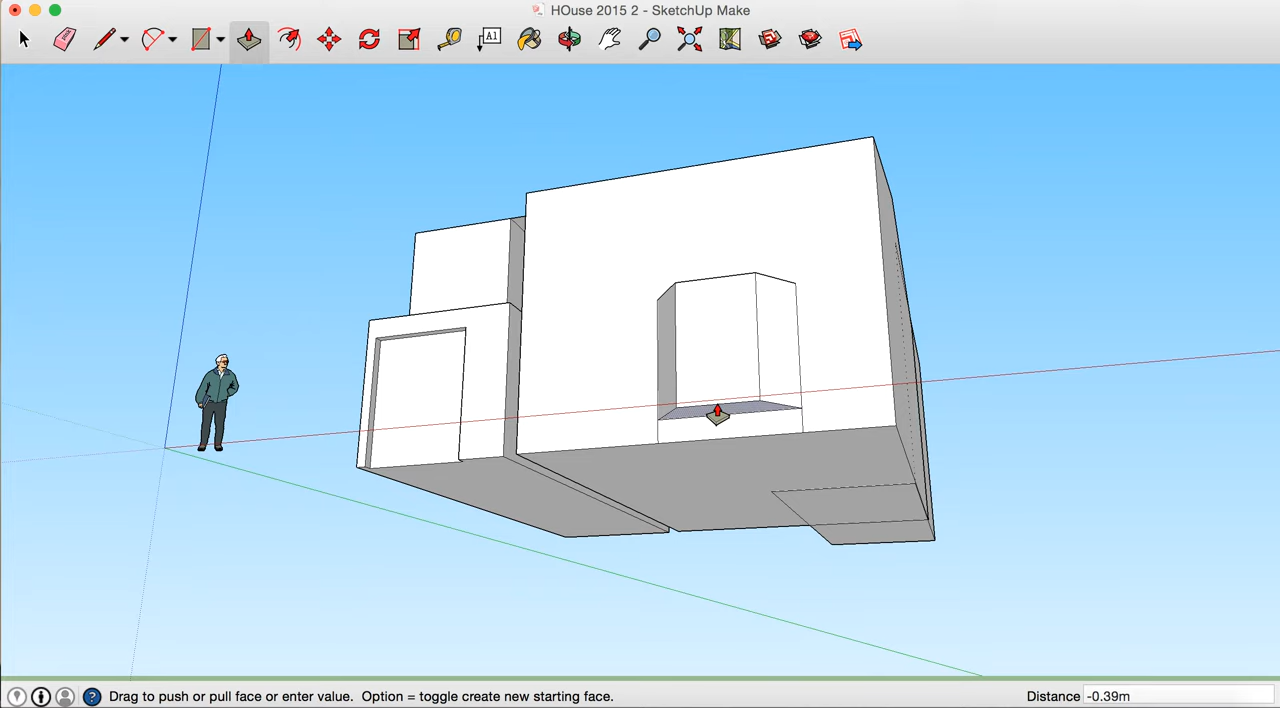 HOuse 2015 2 - SketchUp Make
A1
Drag to push or pull face or enter value. Option = toggle create new starting face.
Distance -0.39m